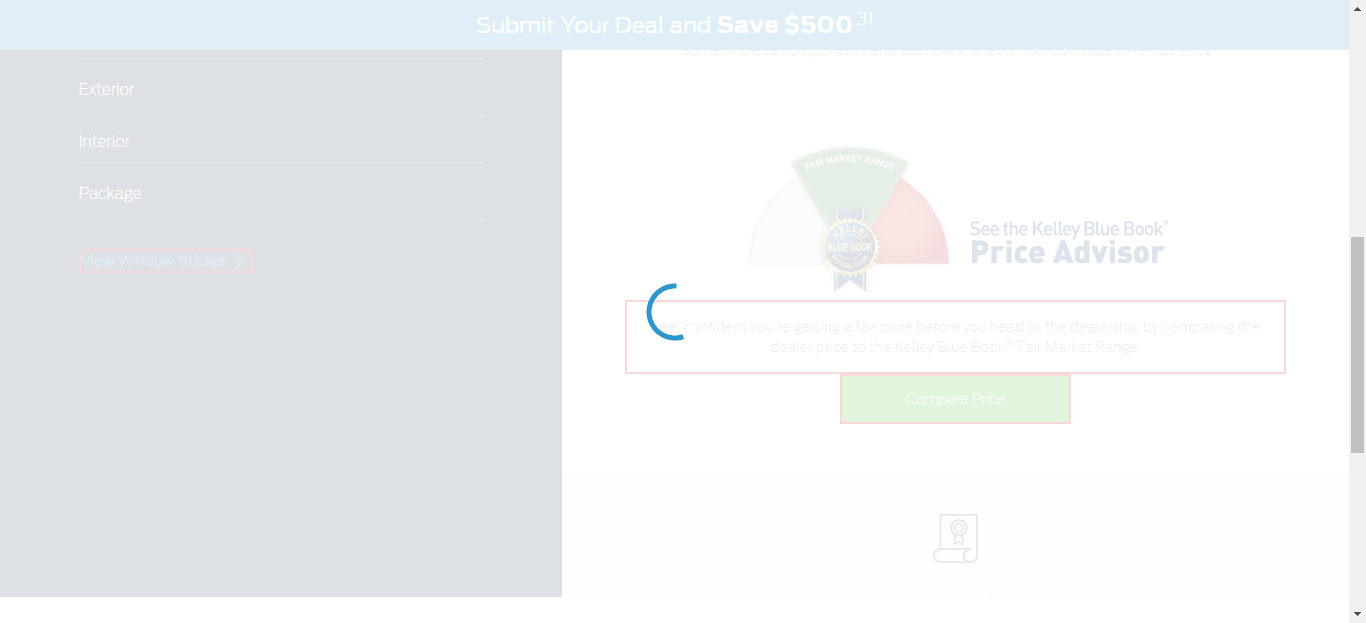 Submit Your Deal and Save $500 31
some of these components and see how it affects Your Estimated Pre-Tax Price.
Exterior
Interior
Package
View Window Sticker
FAIR MARKET RANGE
KELLEY
BLUE BOOK
See the Kelley Blue Book®
Price Advisor
Feel confident you're getting a fair price before you head to the dealership by comparing the
dealer price to the Kelley Blue Book® Fair Market Range.
Compare Price